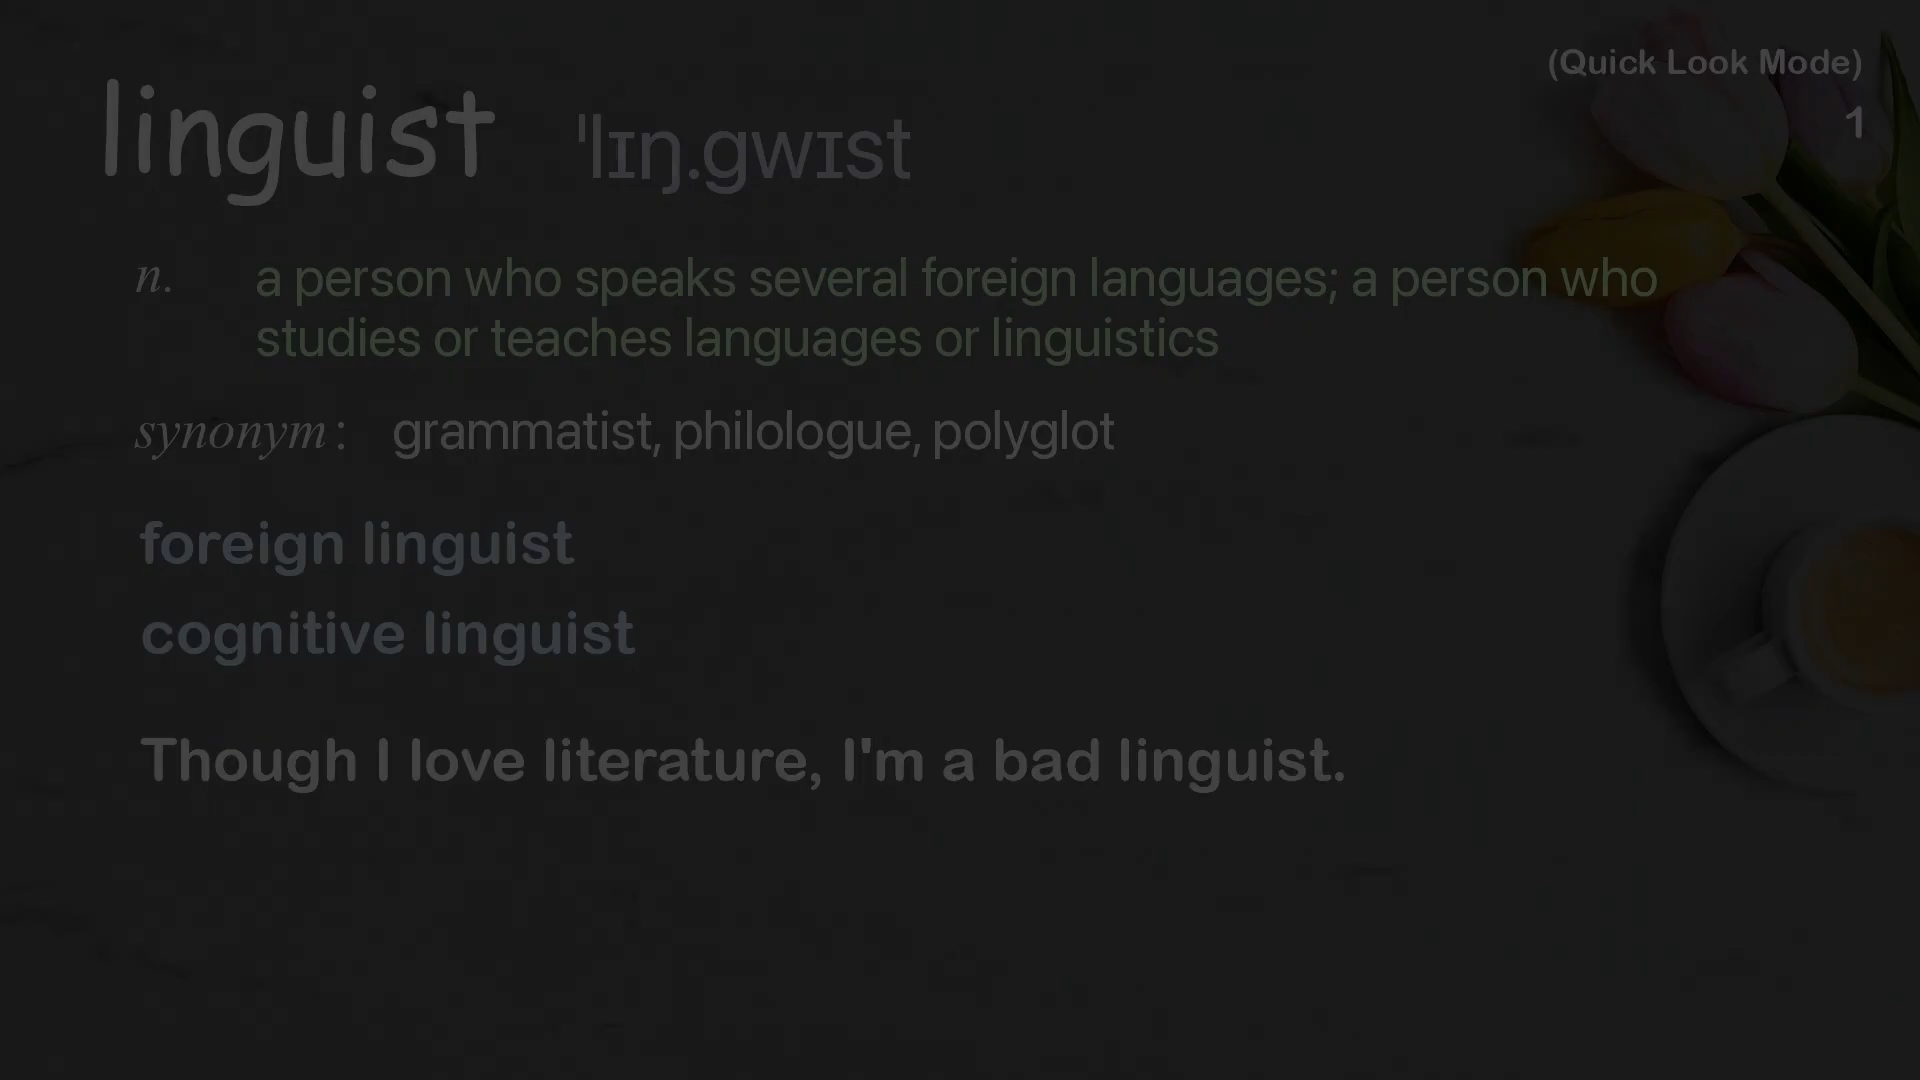 (Quick Look Mode)
1
linguist ˈlɪŋ.gwɪst
n. a person who speaks several foreign languages; a person who
studies or teaches languages or linguistics
synonym: grammatist, philologue, polyglot
foreign linguist
cognitive linguist
Though I love literature, I'm a bad linguist.